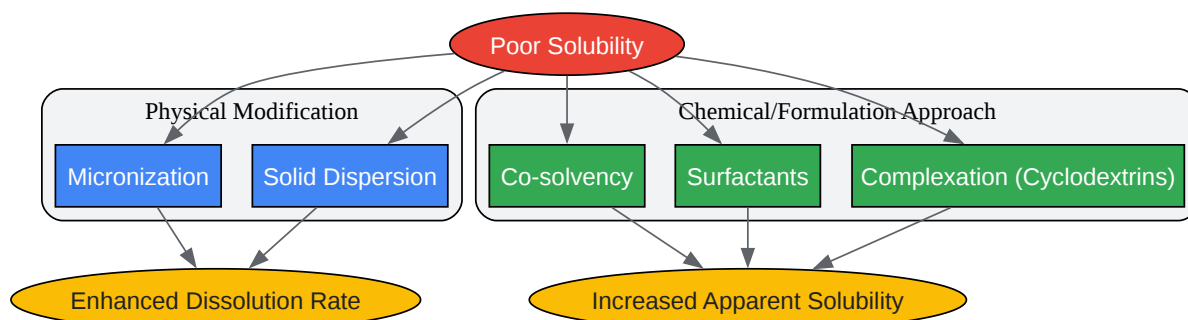 Poor Solubility
Physical Modification
Chemical/Formulation Approach
Micronization
Solid Dispersion
Co-solvency
Surfactants
Complexation (Cyclodextrins)
Enhanced Dissolution Rate
Increased Apparent Solubility